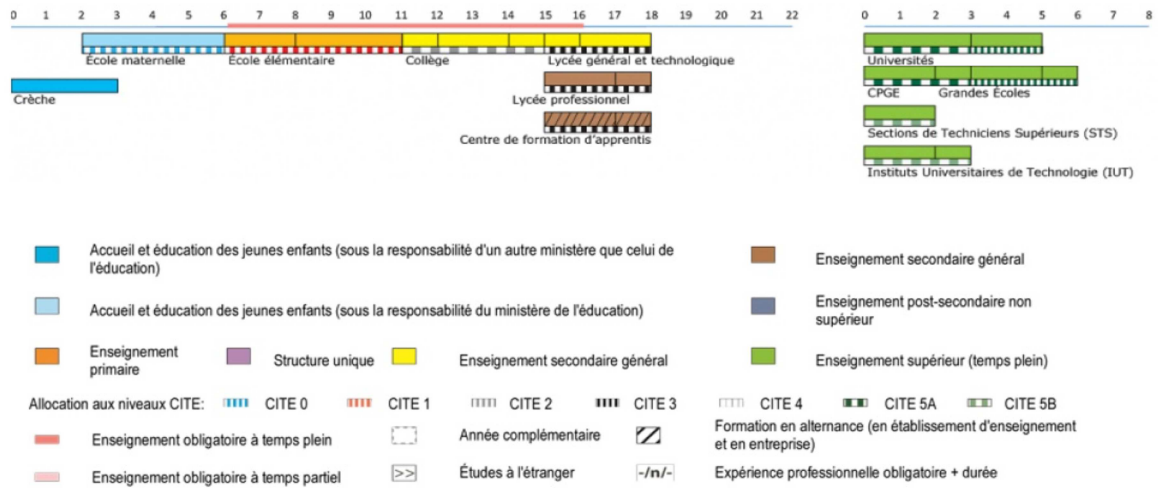 0 1 2 3 4 5 6 7 8 9 10 11 12 13 14 15 16 17 18 19 20 21 22
0 1 2 3 4 5 6 7 8
École maternelle École élémentaire Collège Lycée général et technologique
Universités
Crèche
Lycée professionnel
CPGE Grandes Écoles
Centre de formation d'apprentis
Sections de Techniciens Supérieurs (STS)
Instituts Universitaires de Technologie (IUT)
Accueil et éducation des jeunes enfants (sous la responsabilité d'un autre ministère que celui de
l'éducation)
Enseignement secondaire général
Accueil et éducation des jeunes enfants (sous la responsabilité du ministère de l'éducation)
Enseignement post-secondaire non
supérieur
Enseignement
primaire
Structure unique
Enseignement secondaire général
Enseignement supérieur (temps plein)
Allocation aux niveaux CITE: CITE 0 CITE 1 CITE 2 CITE 3 CITE 4 CITE 5A CITE 5B
Enseignement obligatoire à temps plein
Année complémentaire
Formation en alternance (en établissement d'enseignement
et en entreprise)
Enseignement obligatoire à temps partiel
>> Études à l'étranger
-/n/- Expérience professionnelle obligatoire + durée